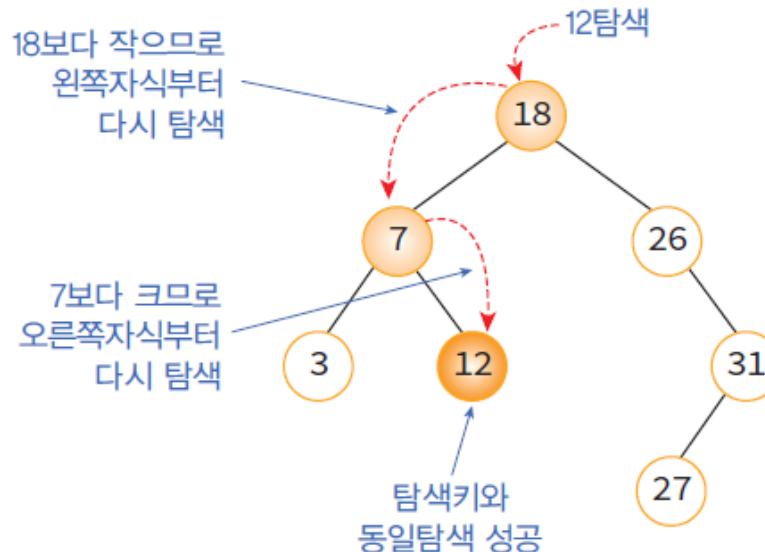 12탐색
18보다 작으므로
왼쪽자식부터
다시 탐색
18
7
26
7보다 크므로
오른쪽자식부터
다시 탐색
3
12
31
27
탐색키와
동일탐색 성공